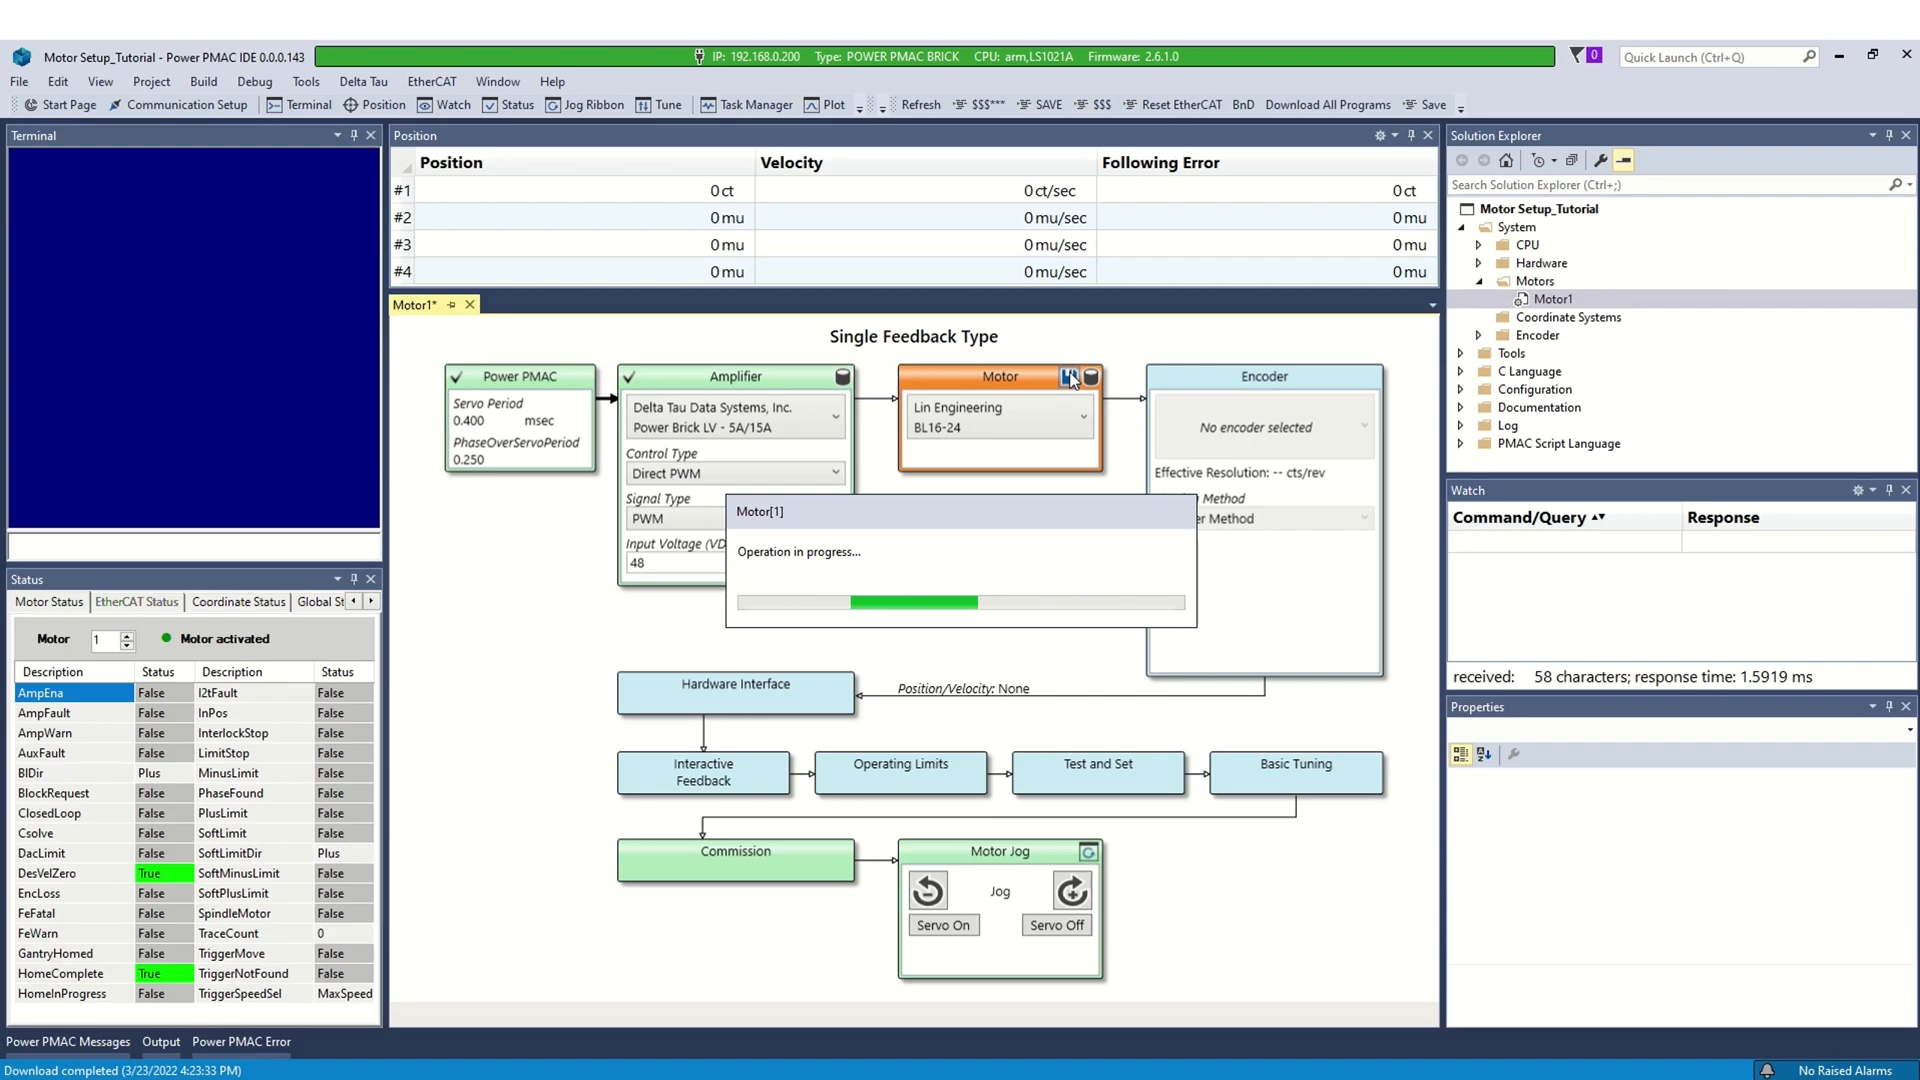 Motor Setup_Tutorial - Power PMAC IDE 0.0.0.143
IP: 192.168.0.200 Type: POWER PMAC BRICK CPU: arm,LS1021A Firmware: 2.6.1.0
0
Quick Launch (Ctrl+Q)
File Edit View Project Build Debug Tools Delta Tau EtherCAT Window Help
Start Page Communication Setup Terminal Position Watch Status Jog Ribbon Tune Task Manager Plot Refresh $$$*** SAVE $$$ Reset EtherCAT BnD Download All Programs Save
Terminal
Position
Position Velocity Following Error
#1 0 ct 0 ct/sec 0 ct
#2 0 mu 0 mu/sec 0 mu
#3 0 mu 0 mu/sec 0 mu
#4 0 mu 0 mu/sec 0 mu
Motor1*
Single Feedback Type
Power PMAC
Servo Period
0.400 msec
PhaseOverServoPeriod
0.250
Amplifier
Delta Tau Data Systems, Inc.
Power Brick LV - 5A/15A
Control Type
Direct PWM
Signal Type
PWM
Input Voltage (VD
48
Motor
Lin Engineering
BL16-24
Encoder
No encoder selected
Effective Resolution: -- cts/rev
Method
er Method
Motor[1]
Operation in progress...
Hardware Interface
Position/Velocity: None
Interactive
Feedback
Operating Limits
Test and Set
Basic Tuning
Commission
Motor Jog
Jog
Servo On
Servo Off
Status
Motor Status EtherCAT Status Coordinate Status Global St
Motor 1 Motor activated
Description Status Description Status
AmpEna False I2tFault False
AmpFault False InPos False
AmpWarn False InterlockStop False
AuxFault False LimitStop False
BlDir Plus MinusLimit False
BlockRequest False PhaseFound False
ClosedLoop False PlusLimit False
Csolve False SoftLimit False
DacLimit False SoftLimitDir Plus
DesVelZero True SoftMinusLimit False
EncLoss False SoftPlusLimit False
FeFatal False SpindleMotor False
FeWarn False TraceCount 0
GantryHomed False TriggerMove False
HomeComplete True TriggerNotFound False
HomeInProgress False TriggerSpeedSel MaxSpeed
Solution Explorer
Search Solution Explorer (Ctrl+;)
Motor Setup_Tutorial
System
CPU
Hardware
Motors
Motor1
Coordinate Systems
Encoder
Tools
C Language
Configuration
Documentation
Log
PMAC Script Language
Watch
Command/Query Response
received: 58 characters; response time: 1.5919 ms
Properties
Power PMAC Messages Output Power PMAC Error
Download completed (3/23/2022 4:23:33 PM)
No Raised Alarms